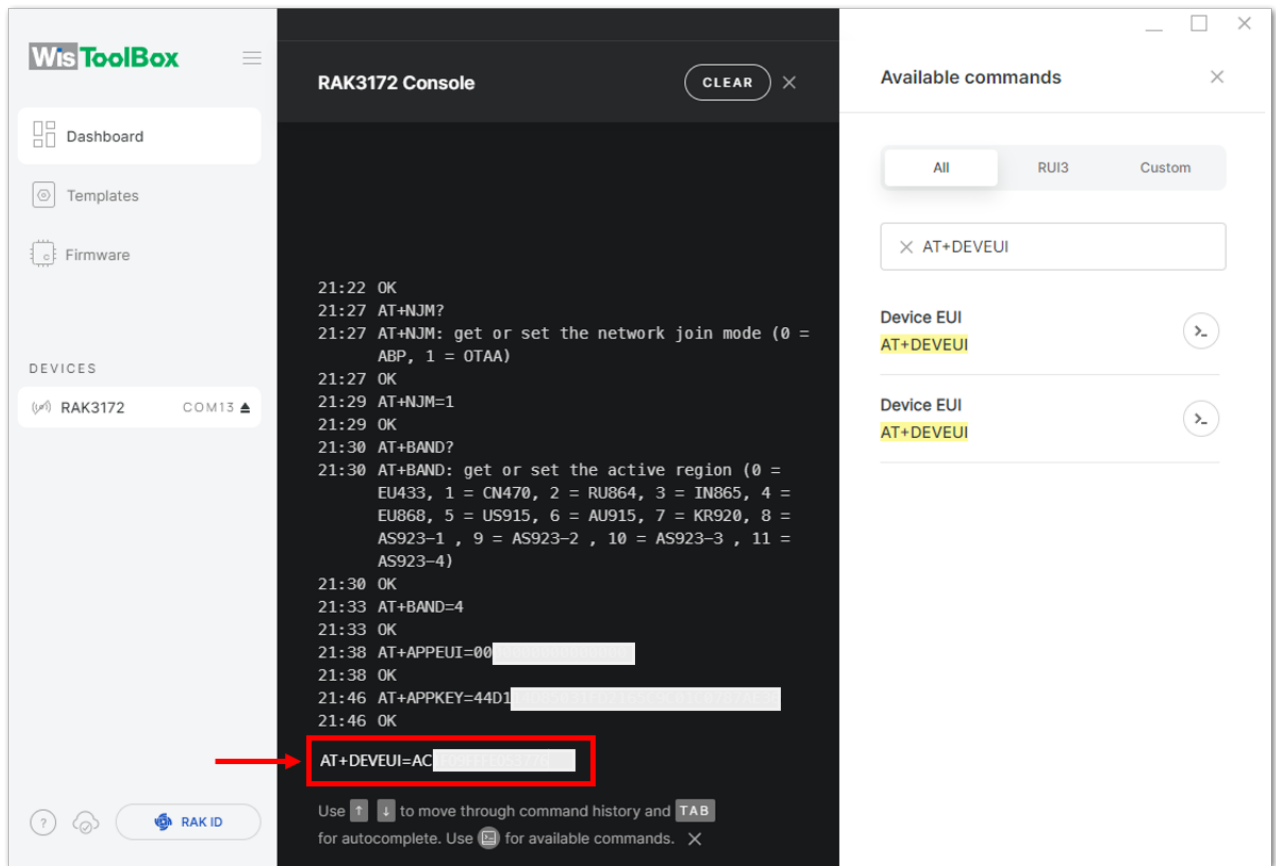 WisToolBox
Dashboard
Templates
Firmware
DEVICES
RAK3172 COM13
RAK ID
RAK3172 Console
CLEAR
21:22 OK
21:27 AT+NJM?
21:27 AT+NJM: get or set the network join mode (0 =
ABP, 1 = OTAA)
21:27 OK
21:29 AT+NJM=1
21:29 OK
21:30 AT+BAND?
21:30 AT+BAND: get or set the active region (0 =
EU433, 1 = CN470, 2 = RU864, 3 = IN865, 4 =
EU868, 5 = US915, 6 = AU915, 7 = KR920, 8 =
AS923-1 , 9 = AS923-2 , 10 = AS923-3 , 11 =
AS923-4)
21:30 OK
21:33 AT+BAND=4
21:33 OK
21:38 AT+APPEUI=00
21:38 OK
21:46 AT+APPKEY=44D1
21:46 OK
AT+DEVEUI=AC
Use ↑ ↓ to move through command history and TAB
for autocomplete. Use for available commands.
Available commands
All RUI3 Custom
AT+DEVEUI
Device EUI
AT+DEVEUI
Device EUI
AT+DEVEUI